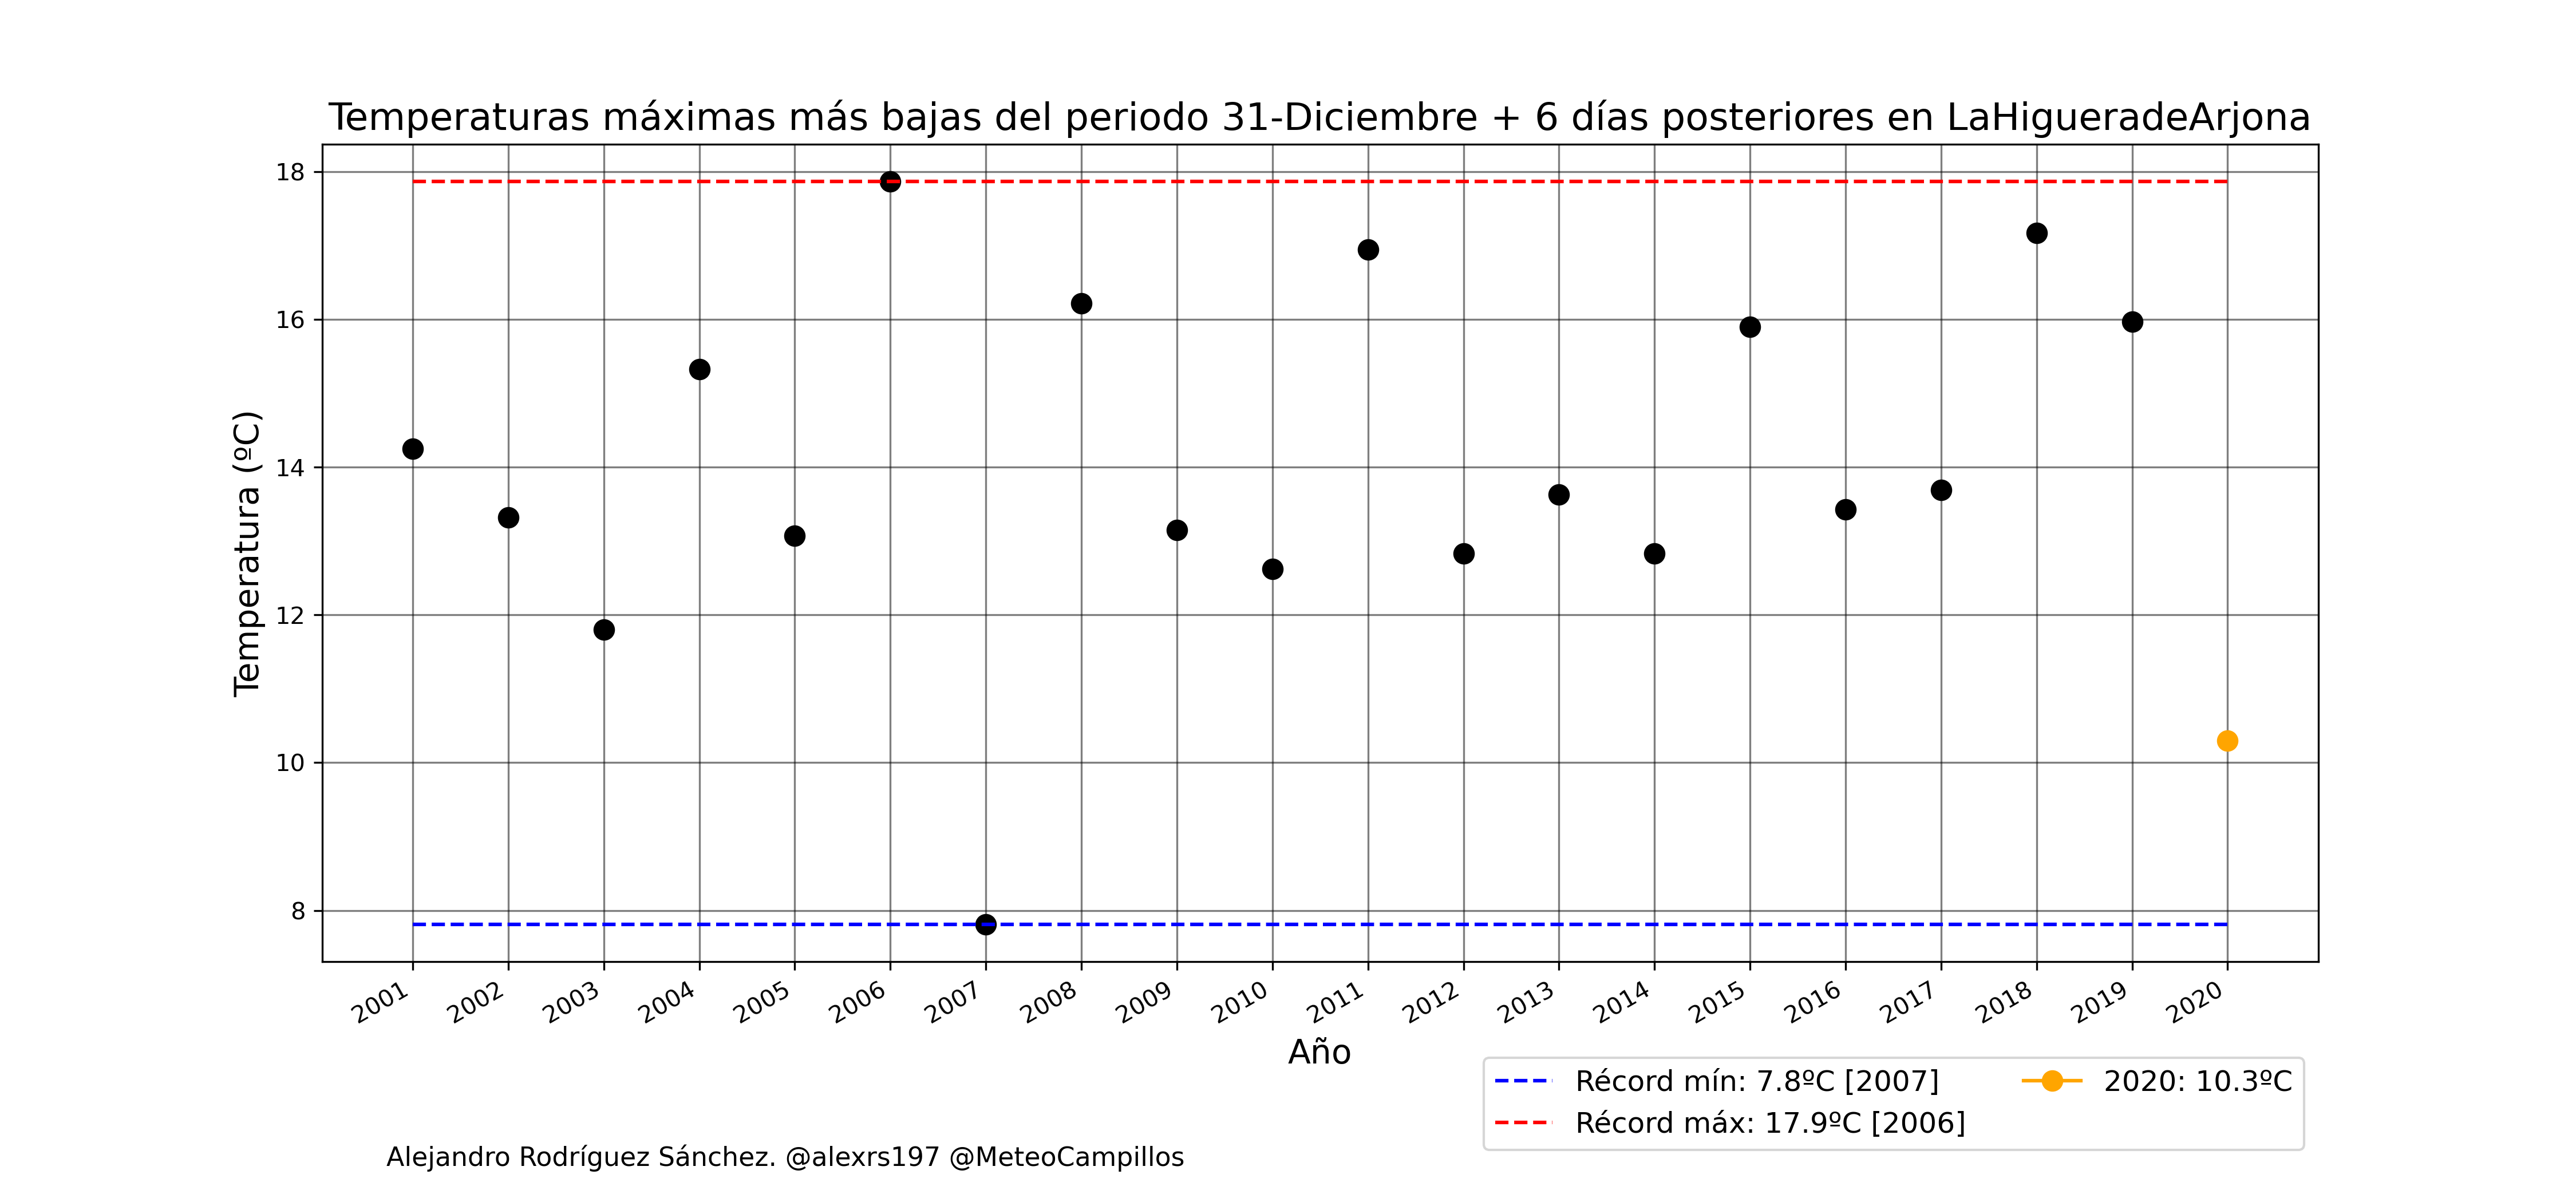 Temperaturas máximas más bajas del periodo 31-Diciembre + 6 días posteriores en LaHigueradeArjona
Temperatura (ºC)
18
16
14
12
10
8
2001 2002 2003 2004 2005 2006 2007 2008 2009 2010 2011 2012 2013 2014 2015 2016 2017 2018 2019 2020
Año
Récord mín: 7.8ºC [2007]
Récord máx: 17.9ºC [2006]
2020: 10.3ºC
Alejandro Rodríguez Sánchez. @alexrs197 @MeteoCampillos